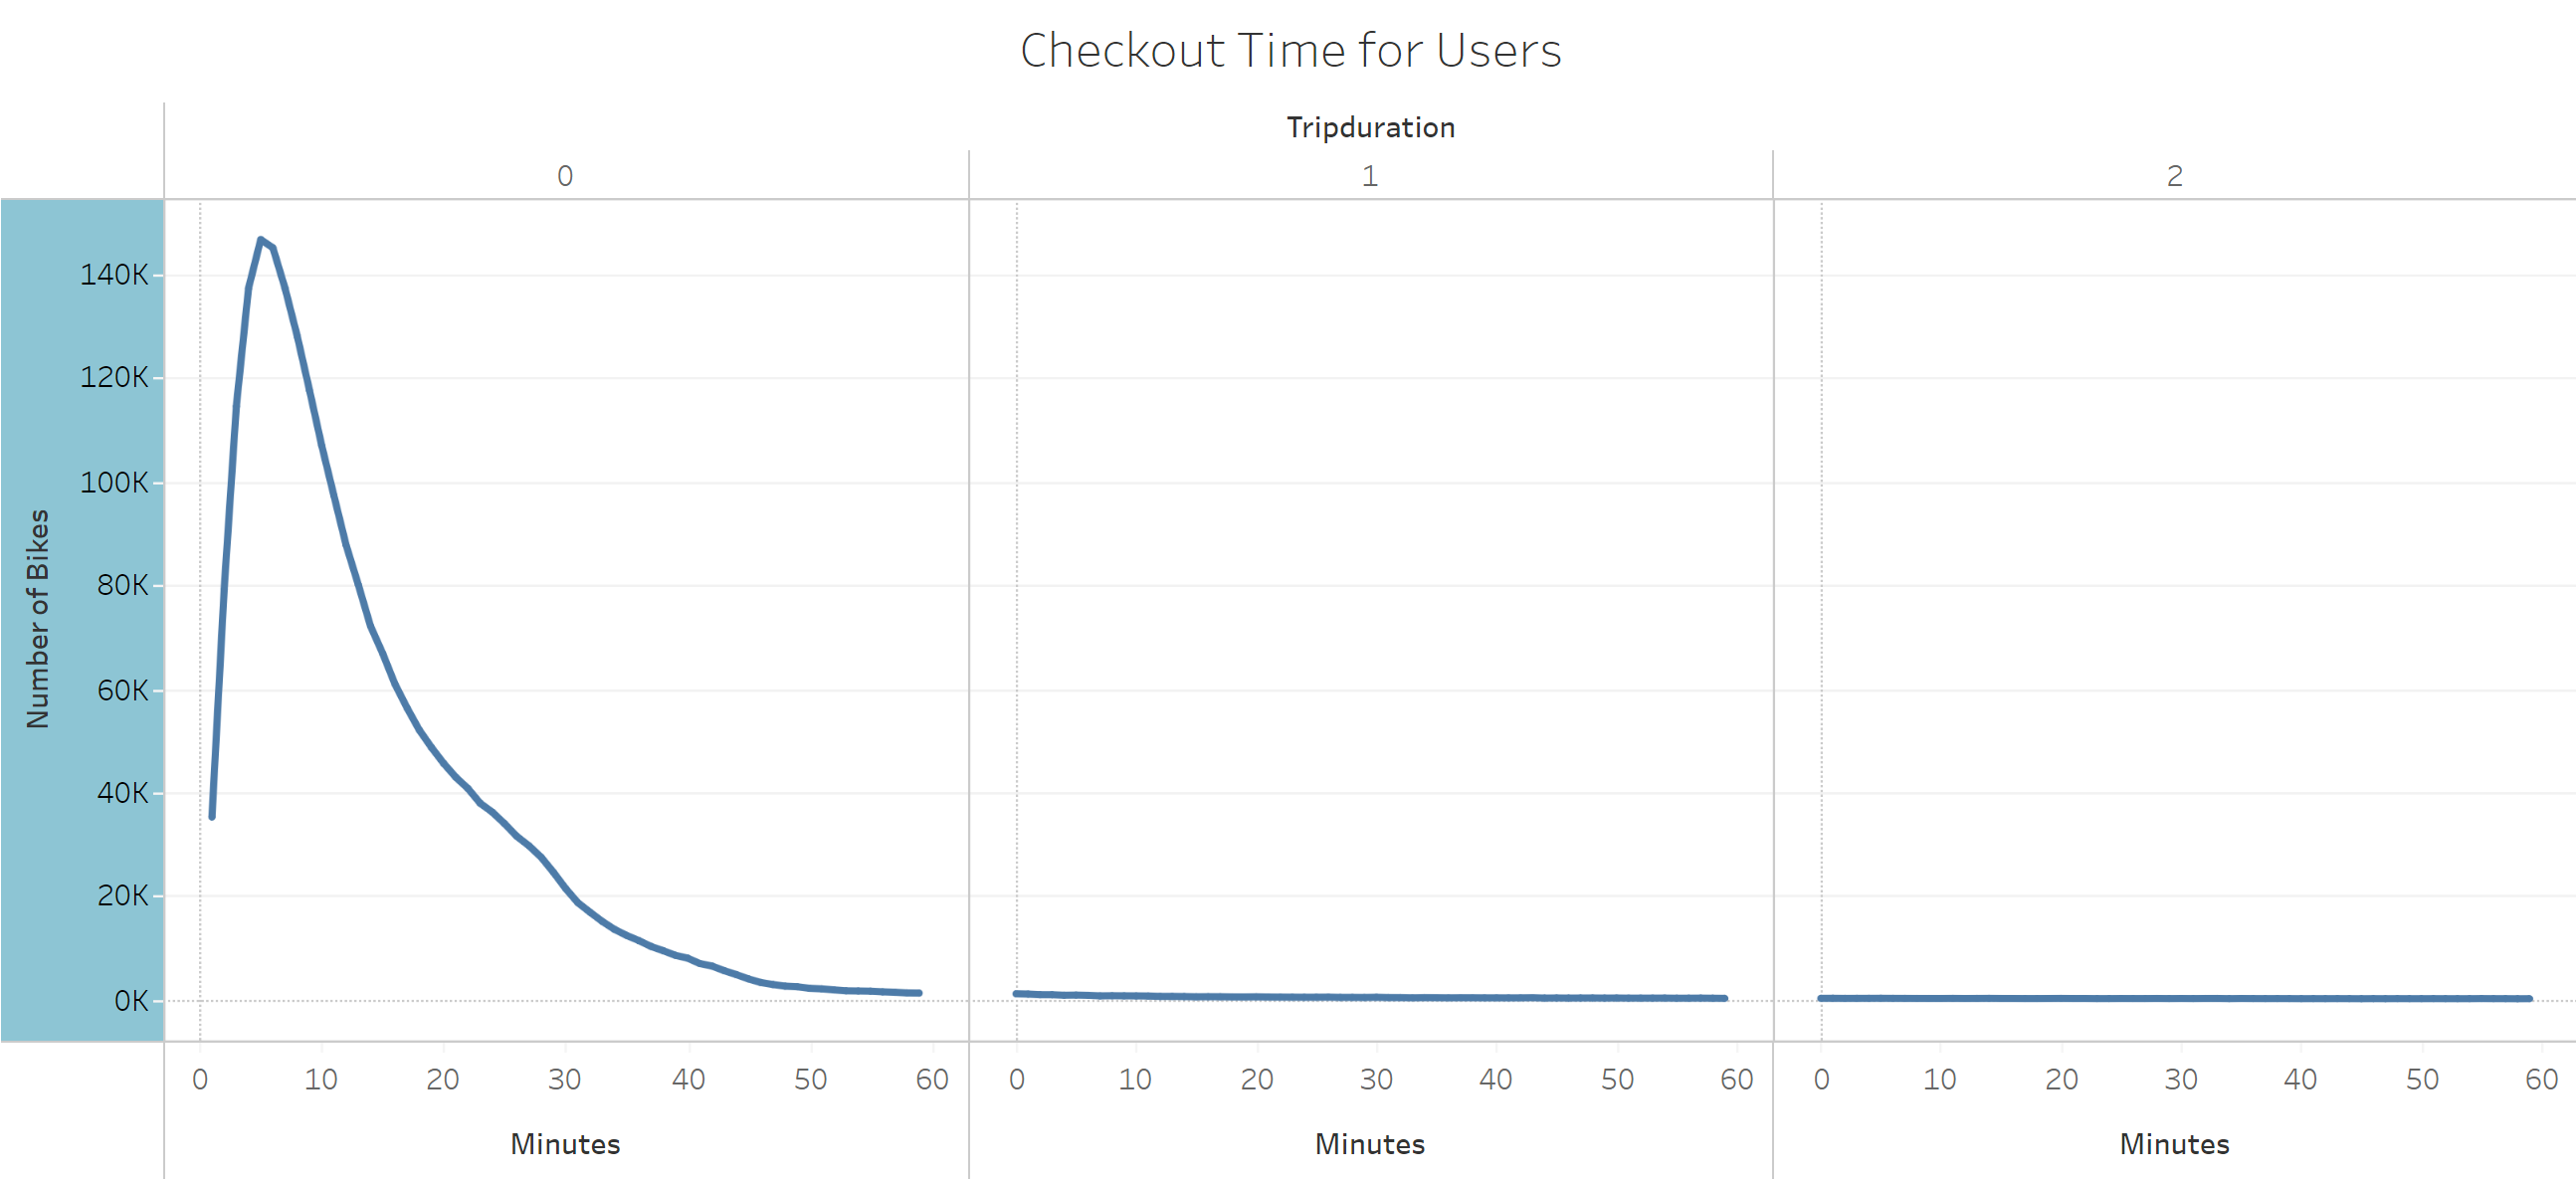 Checkout Time for Users
Tripduration
0 1 2
Number of Bikes
140K
120K
100K
80K
60K
40K
20K
0K
0 10 20 30 40 50 60 0 10 20 30 40 50 60 0 10 20 30 40 50 60
Minutes Minutes Minutes